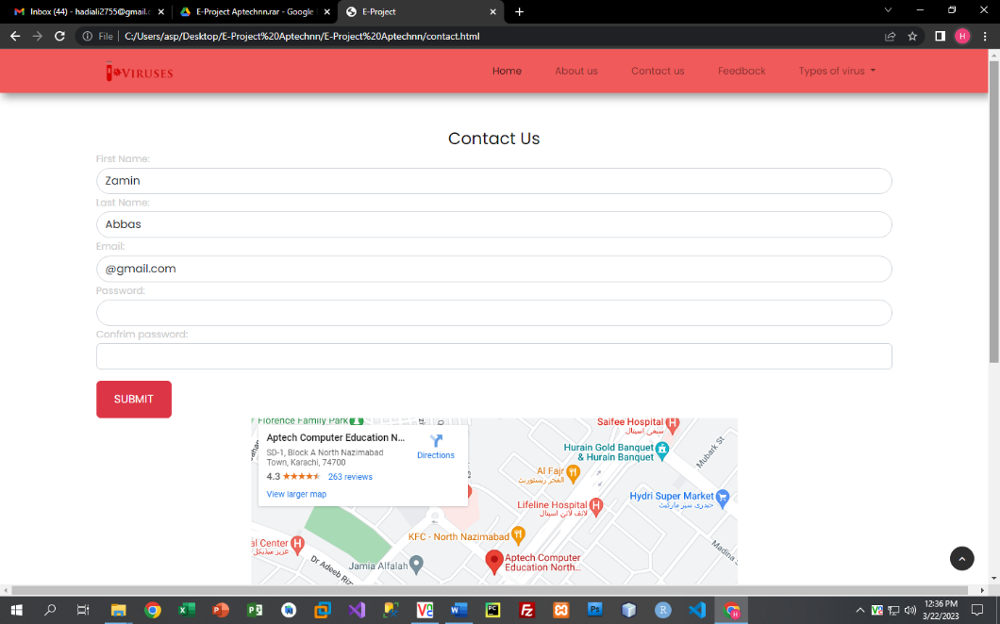 Inbox (44) - hadiali2755@gmail.c
E-Project Aptechnn.rar - Google
E-Project
File
C:/Users/asp/Desktop/E-Project%20Aptechnn/E-Project%20Aptechnn/contact.html
H
VIRUSES
Home
About us
Contact us
Feedback
Types of virus
Contact Us
First Name:
Zamin
Last Name:
Abbas
Email:
@gmail.com
Password:
Confrim password:
SUBMIT
Florence Family Park
Aptech Computer Education N...
SD-1, Block A North Nazimabad
Town, Karachi, 74700
4.3
263 reviews
View larger map
Directions
Saifee Hospital
سیفی اسپتال
Hurain Gold Banquet
& Hurain Banquet
Mubarak St
Al Fajr
الفجر ریسٹورنٹ
Hydri Super Market
حیدری سپر مارکیٹ
Lifeline Hospital
لائف لائن اسپتال
KFC - North Nazimabad
al Center
عزیز میڈیکل
Jamia Alfalah
Aptech Computer
Education North...
Dr Adeeb Riz
Madina
12:36 PM
3/22/2023